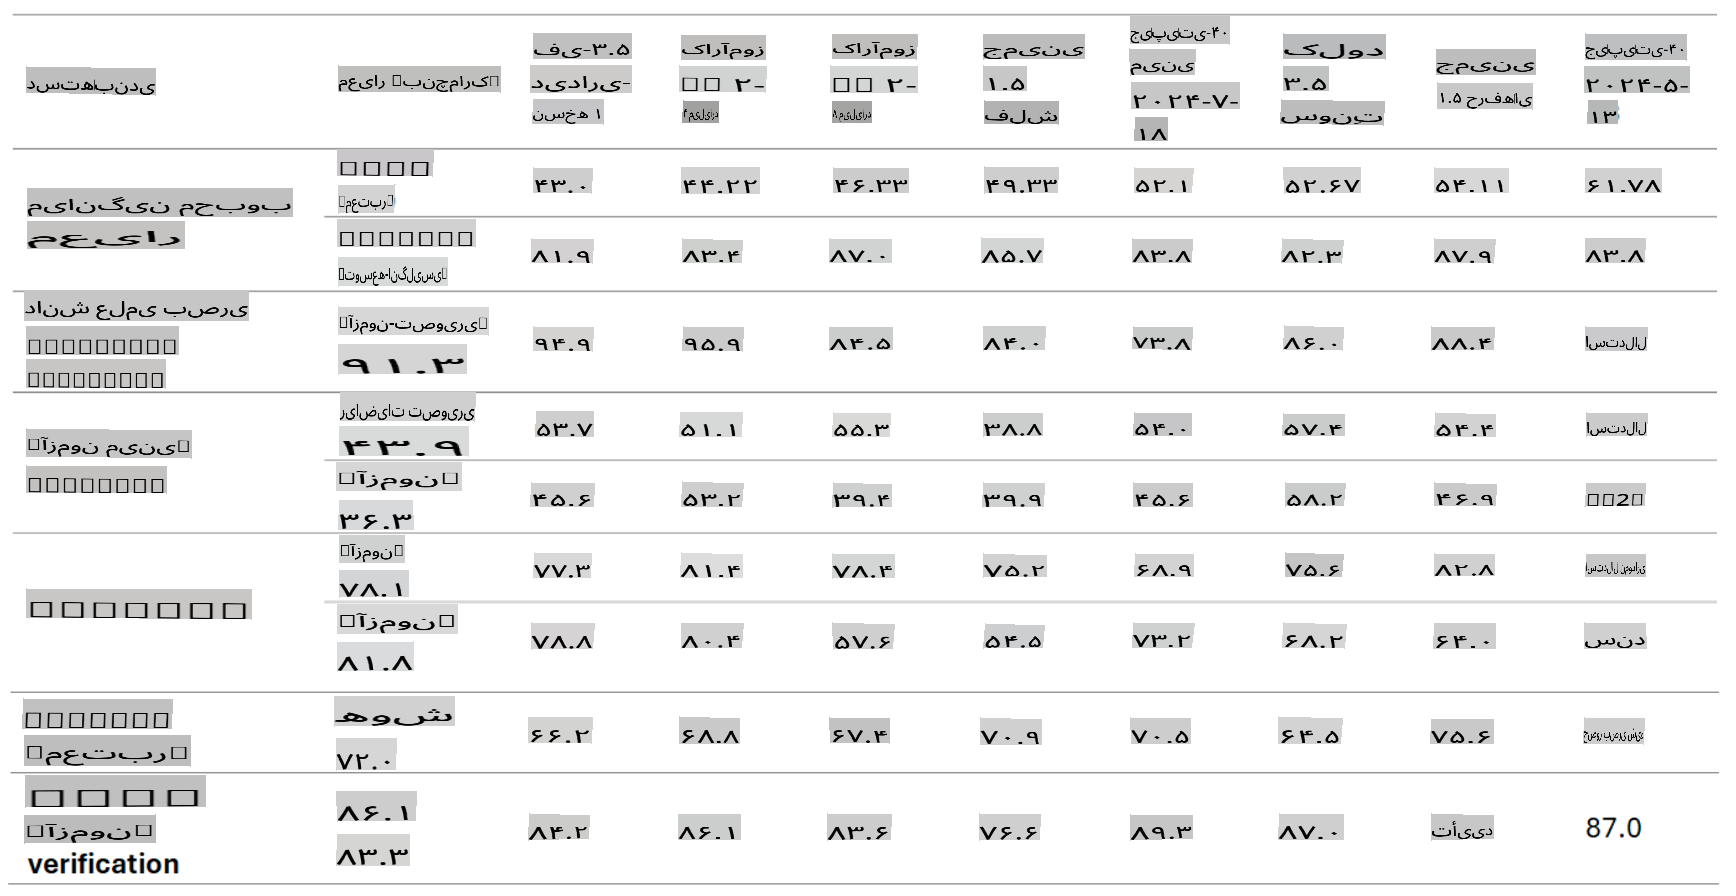 دسته‌بندی
معیار بنچمارک
فی-۳.۵
دیداری-
نسخه ۱
کارآموز
۲-
۴ میلیارد
کارآموز
۲-
۸ میلیارد
جمینی
۱.۵
فلش
جی‌پی‌تی-۴۰
مینی
۲۰۲۴-۷-
۱۸
کلود
۳.۵
سونت
جمینی
۱.۵ حرفه‌ای
جی‌پی‌تی-۴۰
۲۰۲۴-۵-
۱۳
میانگین محبوب
معیار
معتبر
۴۳.۰ ۴۴.۲۲ ۴۶.۳۳ ۴۹.۳۳ ۵۲.۱ ۵۲.۶۷ ۵۴.۱۱ ۶۱.۷۸
توسعه-انگلیسی
۸۱.۹ ۸۳.۴ ۸۷.۰ ۸۵.۷ ۸۳.۸ ۸۲.۳ ۸۷.۹ ۸۳.۸
دانش علمی بصری
آزمون-تصویری
۹۱.۳
۹۴.۹ ۹۵.۹ ۸۴.۵ ۸۴.۰ ۷۳.۸ ۸۶.۰ ۸۸.۴ استدلال
آزمون مینی
ریاضیات تصویری
۴۳.۹
۵۳.۷ ۵۱.۱ ۵۵.۳ ۳۸.۸ ۵۴.۰ ۵۷.۴ ۵۴.۴ استدلال
آزمون
۳۶.۳
۴۵.۶ ۵۳.۲ ۳۹.۴ ۳۹.۹ ۴۵.۶ ۵۸.۲ ۴۶.۹ 2
آزمون
۷۸.۱
۷۷.۳ ۸۱.۴ ۷۸.۴ ۷۵.۲ ۶۸.۹ ۷۵.۶ ۸۲.۸ استدلال نموداری
آزمون
۸۱.۸
۷۸.۸ ۸۰.۴ ۵۷.۶ ۵۴.۵ ۷۳.۲ ۶۸.۲ ۶۴.۰ سند
معتبر
هوش
۷۲.۰
۶۶.۲ ۶۸.۸ ۶۷.۴ ۷۰.۹ ۷۰.۵ ۶۴.۵ ۷۵.۶
آزمون
verification
۸۶.۱
۸۳.۳
۸۴.۲ ۸۶.۱ ۸۳.۶ ۷۶.۶ ۸۹.۳ ۸۷.۰ تأیید 87.0